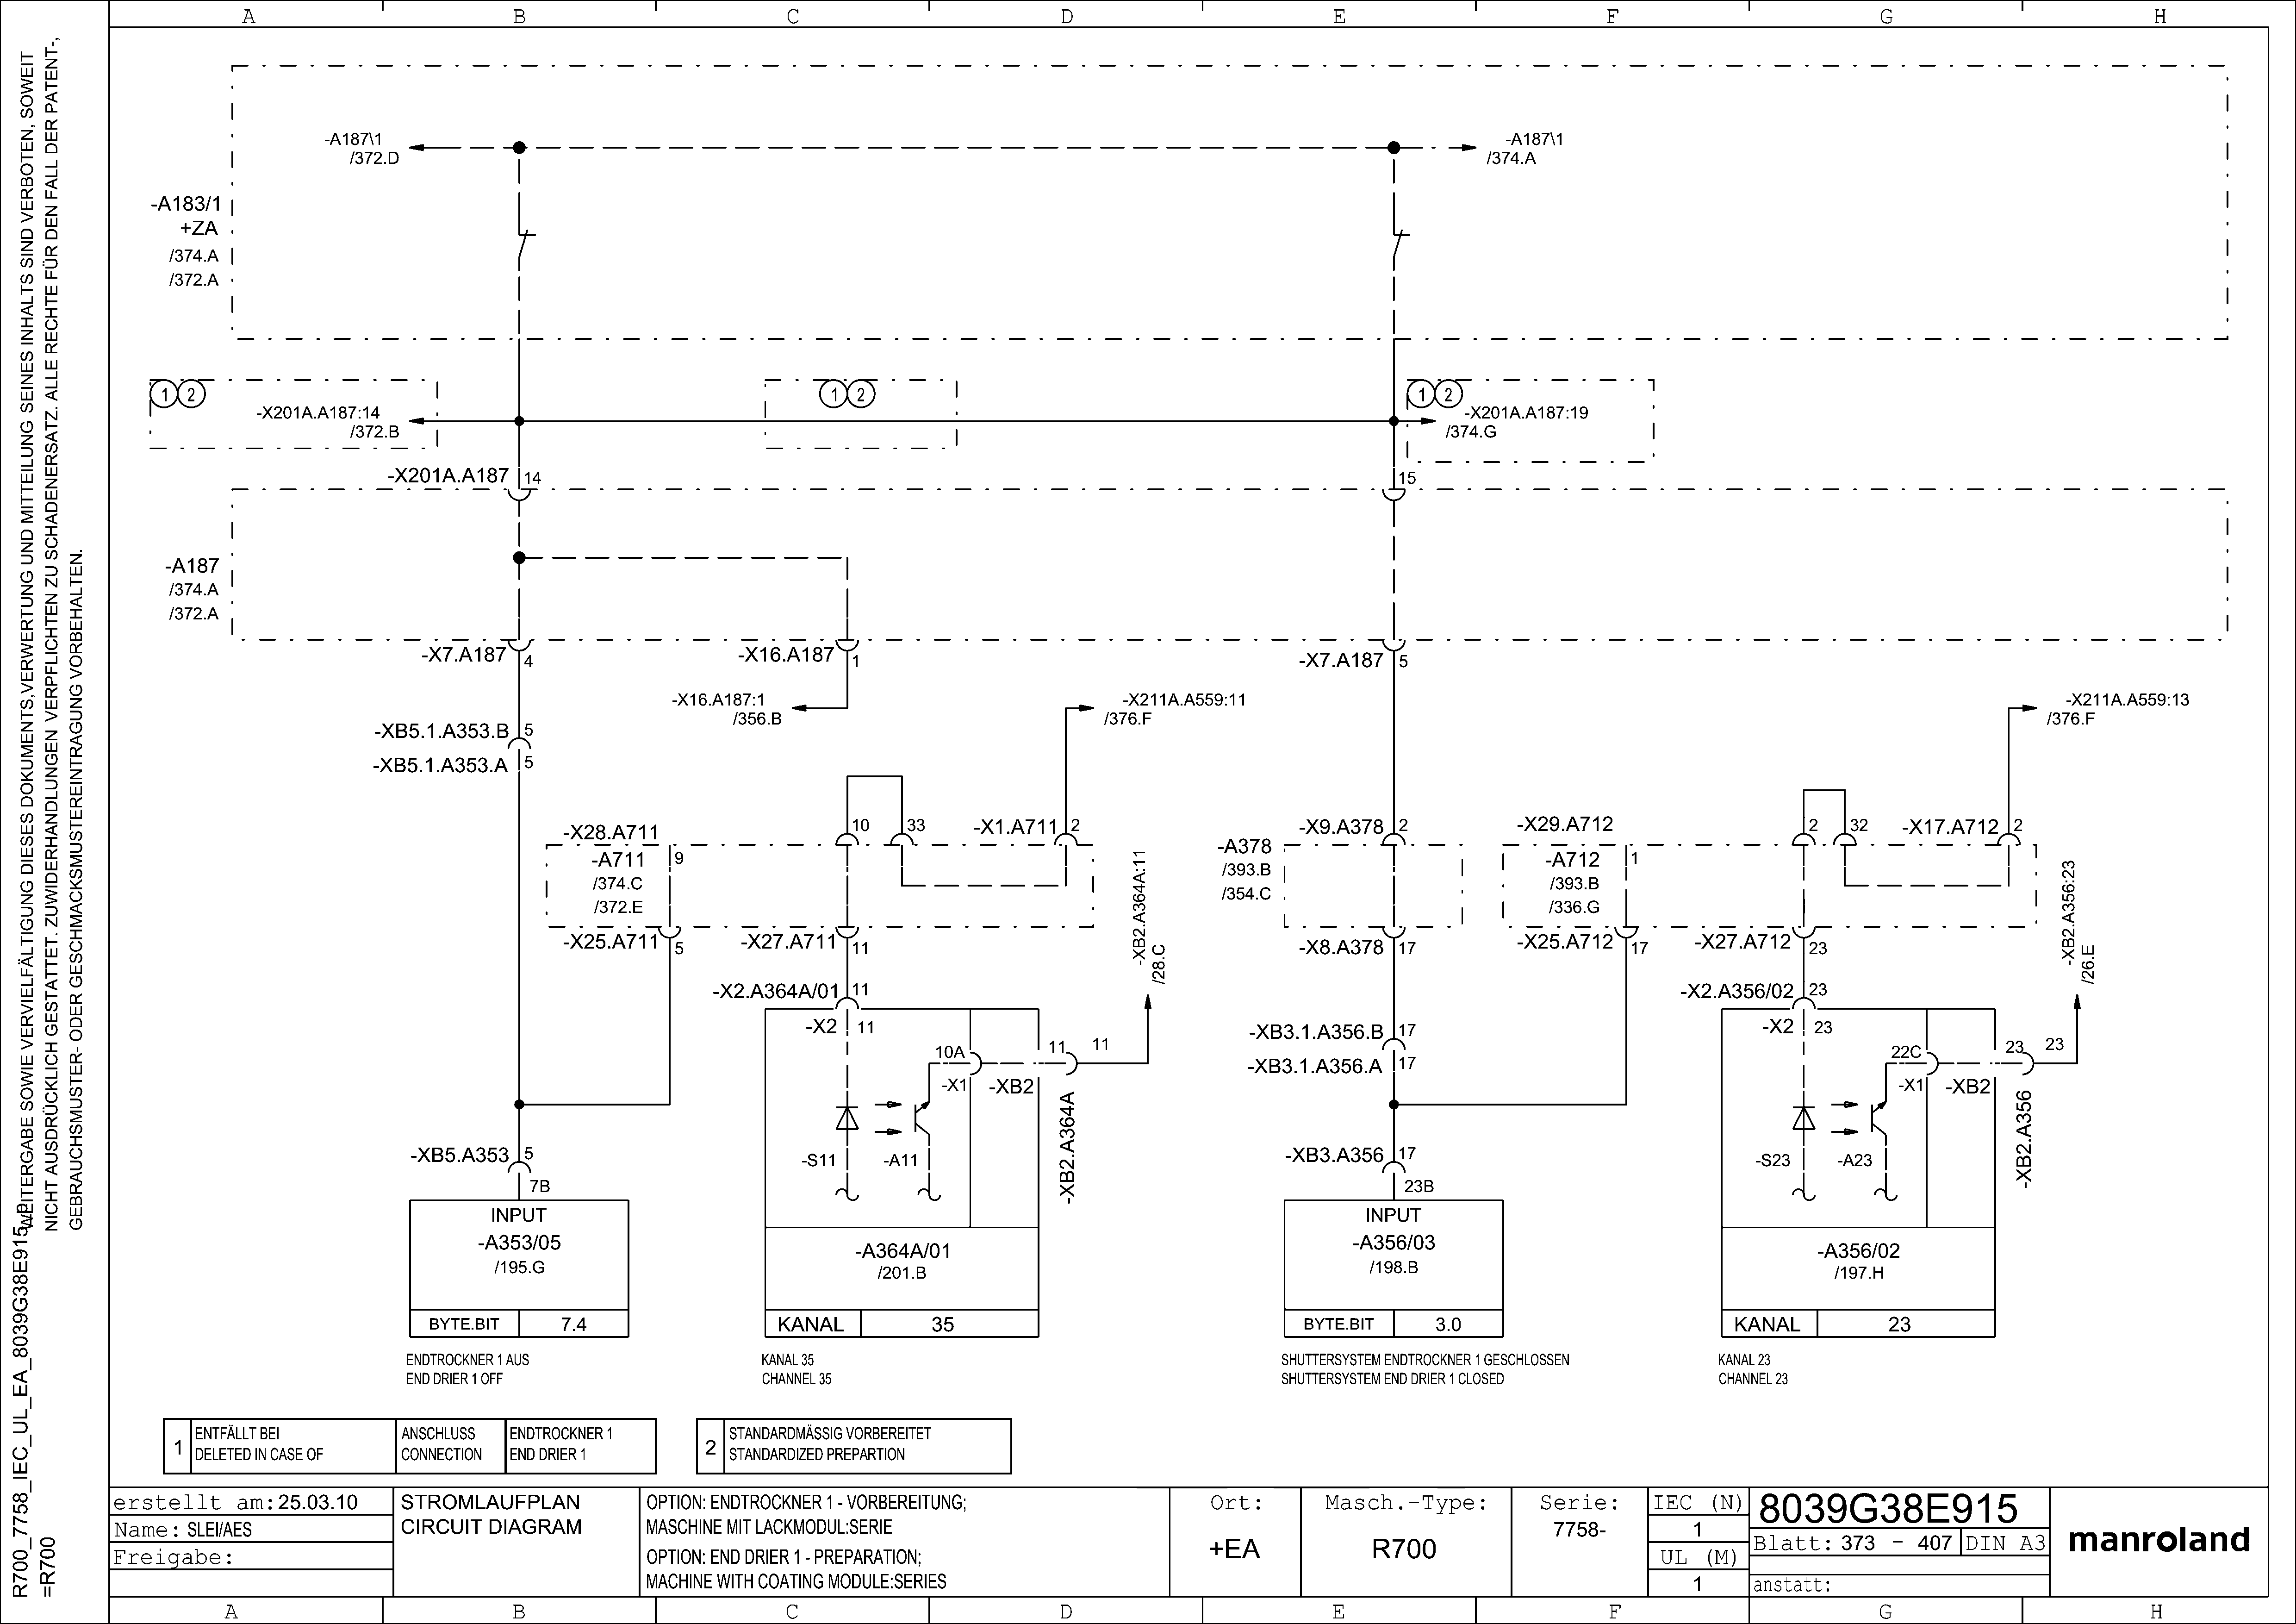 A B C D E F G H
-A187\1
/372.D
-A187\1
/374.A
-A183/1
+ZA
/374.A
/372.A
1 2
-X201A.A187:14
/372.B
1 2
1 2
-X201A.A187:19
/374.G
-X201A.A187 14
15
-A187
/374.A
/372.A
-X7.A187 4
-X16.A187 1
-X7.A187 5
-X16.A187:1
/356.B
-X211A.A559:11
/376.F
-X211A.A559:13
/376.F
-XB5.1.A353.B 5
-XB5.1.A353.A 5
-X28.A711
10 33
-X1.A711 2
-X9.A378 2
-X29.A712
2 32
-X17.A712 2
-A711 9
/374.C
/372.E
-A378
/393.B
/354.C
-A712 1
/393.B
/336.G
-X25.A711 5
-X27.A711 11
-X8.A378 17
-X25.A712 17
-X27.A712 23
-XB2.A364A:11
/28.C
-XB2.A356:23
/26.E
-X2.A364A/01 11
-X2.A356/02 23
-X2 11
-X2 23
-XB3.1.A356.B 17
-XB3.1.A356.A 17
10A 11 11
-X1 -XB2
22C 23 23
-X1 -XB2
-XB2.A364A
-XB2.A356
-S11 -A11
-S23 -A23
-XB5.A353 5
7B
-XB3.A356 17
23B
INPUT
-A353/05
/195.G
BYTE.BIT 7.4
-A364A/01
/201.B
KANAL 35
INPUT
-A356/03
/198.B
BYTE.BIT 3.0
-A356/02
/197.H
KANAL 23
ENDTROCKNER 1 AUS
END DRIER 1 OFF
KANAL 35
CHANNEL 35
SHUTTERSYSTEM ENDTROCKNER 1 GESCHLOSSEN
SHUTTERSYSTEM END DRIER 1 CLOSED
KANAL 23
CHANNEL 23
1 ENTFÄLLT BEI
DELETED IN CASE OF
ANSCHLUSS
CONNECTION
ENDTROCKNER 1
END DRIER 1
2 STANDARDMÄSSIG VORBEREITET
STANDARDIZED PREPARTION
erstellt am: 25.03.10
Name: SLEI/AES
Freigabe:
STROMLAUFPLAN
CIRCUIT DIAGRAM
OPTION: ENDTROCKNER 1 - VORBEREITUNG;
MASCHINE MIT LACKMODUL:SERIE
OPTION: END DRIER 1 - PREPARATION;
MACHINE WITH COATING MODULE:SERIES
Ort:
+EA
Masch.-Type:
R700
Serie:
7758-
IEC (N)
1
UL (M)
1
8039G38E915
Blatt: 373 - 407 DIN A3
anstatt:
manroland
A B C D E F G H
WEITERGABE SOWIE VERVIELFÄLTIGUNG DIESES DOKUMENTS,VERWERTUNG UND MITTEILUNG SEINES INHALTS SIND VERBOTEN, SOWEIT
NICHT AUSDRÜCKLICH GESTATTET. ZUWIDERHANDLUNGEN VERPFLICHTEN ZU SCHADENERSATZ. ALLE RECHTE FÜR DEN FALL DER PATENT-,
GEBRAUCHSMUSTER- ODER GESCHMACKSMUSTEREINTRAGUNG VORBEHALTEN.
R700_7758_IEC_UL_EA_8039G38E915
=R700